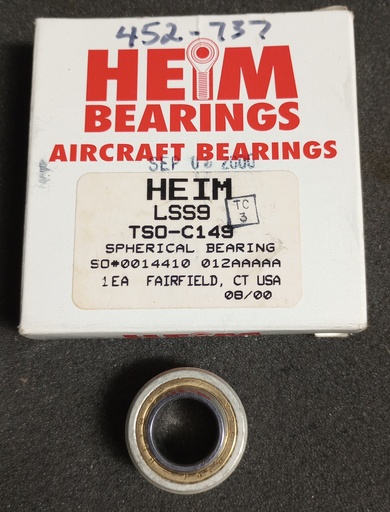 452-737
HEIM
BEARINGS
AIRCRAFT BEARINGS
SEP 2000
HEIM
LSS9
TC
3
TSO-C149
SPHERICAL BEARING
SO#0014410 012AAAAA
1EA FAIRFIELD, CT USA
08/00